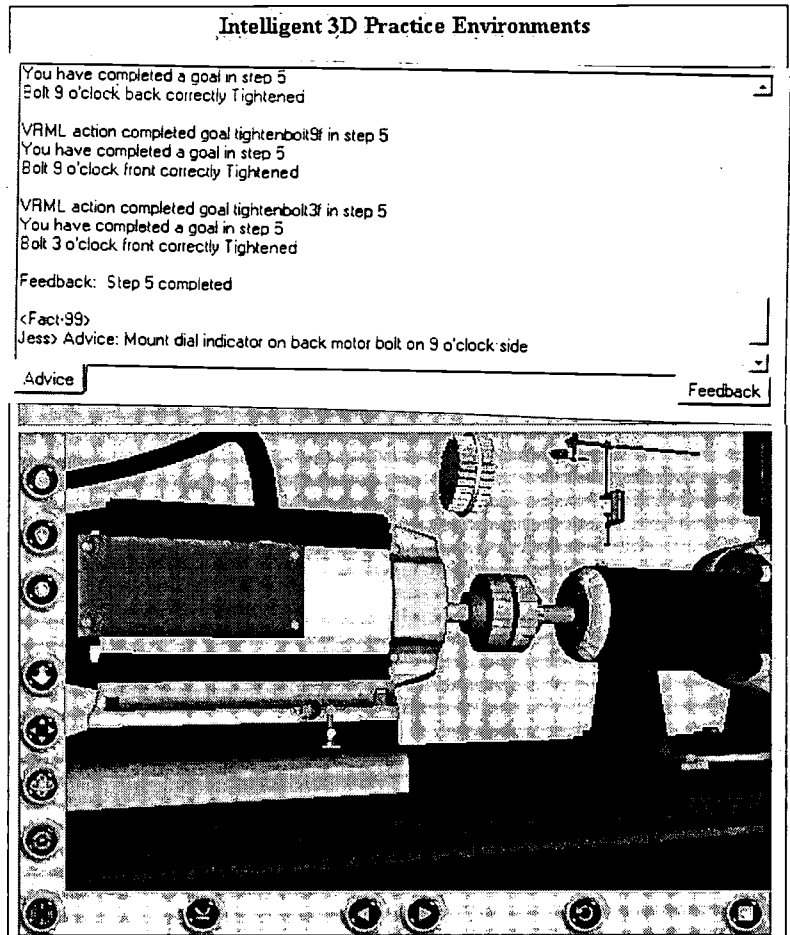 Intelligent 3D Practice Environments
You have completed a goal in step 5
Bolt 9 o'clock back correctly Tightened
VRML action completed goal tightenbolt9f in step 5
You have completed a goal in step 5
Bolt 9 o'clock front correctly Tightened
VRML action completed goal tightenbolt3f in step 5
You have completed a goal in step 5
Bolt 3 o'clock front correctly Tightened
Feedback: Step 5 completed
<Fact-99>
Jess> Advice: Mount dial indicator on back motor bolt on 9 o'clock side
Advice
Feedback